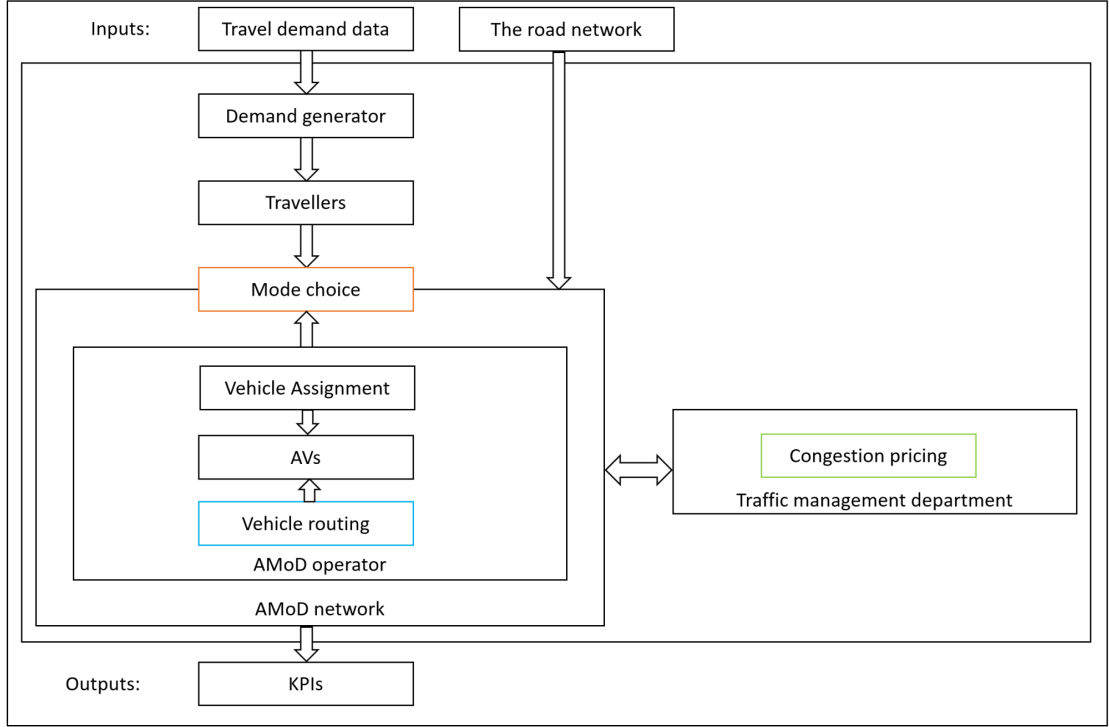 Inputs:
Travel demand data
The road network
Demand generator
Travellers
Mode choice
Vehicle Assignment
AVs
Vehicle routing
AMoD operator
AMoD network
Congestion pricing
Traffic management department
Outputs:
KPIs